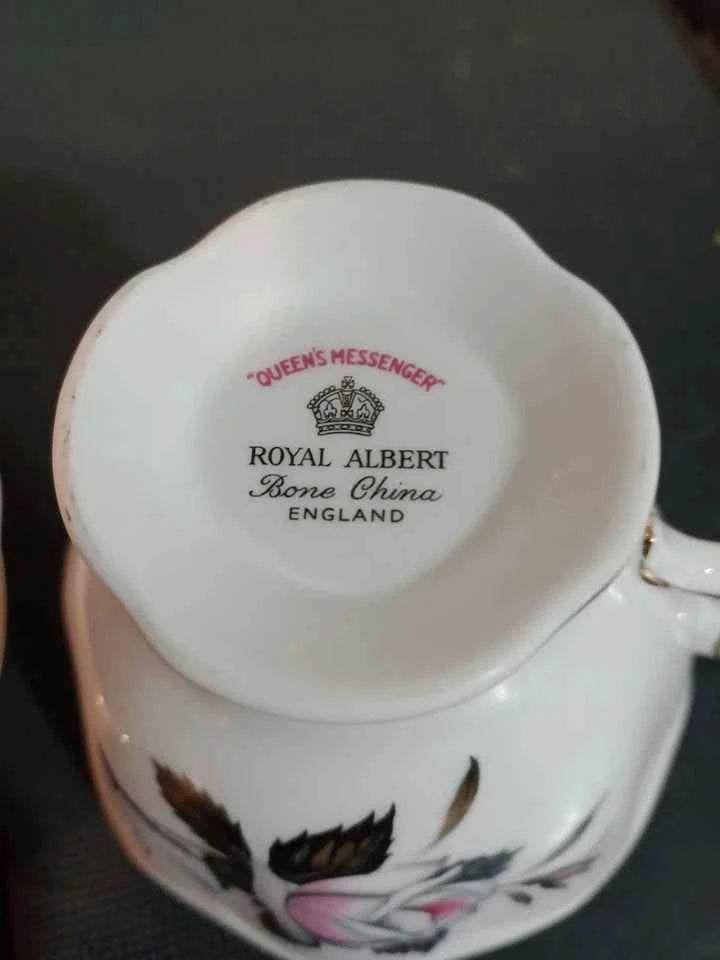 "QUEEN'S MESSENGER"
ROYAL ALBERT
Bone China
ENGLAND